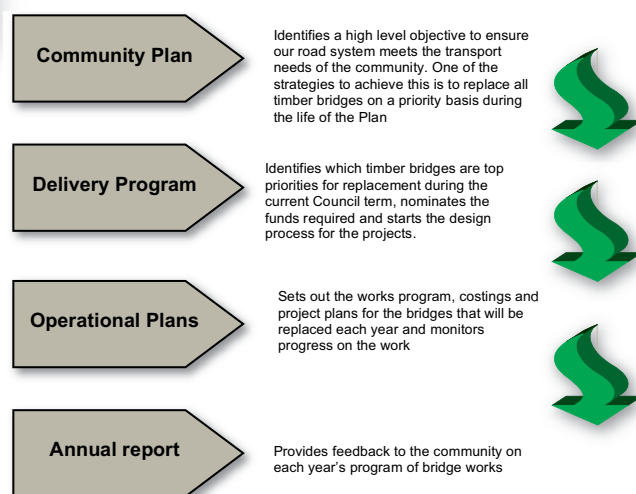 Community Plan
Identifies a high level objective to ensure
our road system meets the transport
needs of the community. One of the
strategies to achieve this is to replace all
timber bridges on a priority basis during
the life of the Plan
Delivery Program
Identifies which timber bridges are top
priorities for replacement during the
current Council term, nominates the
funds required and starts the design
process for the projects.
Operational Plans
Sets out the works program, costings and
project plans for the bridges that will be
replaced each year and monitors
progress on the work
Annual report
Provides feedback to the community on
each year's program of bridge works